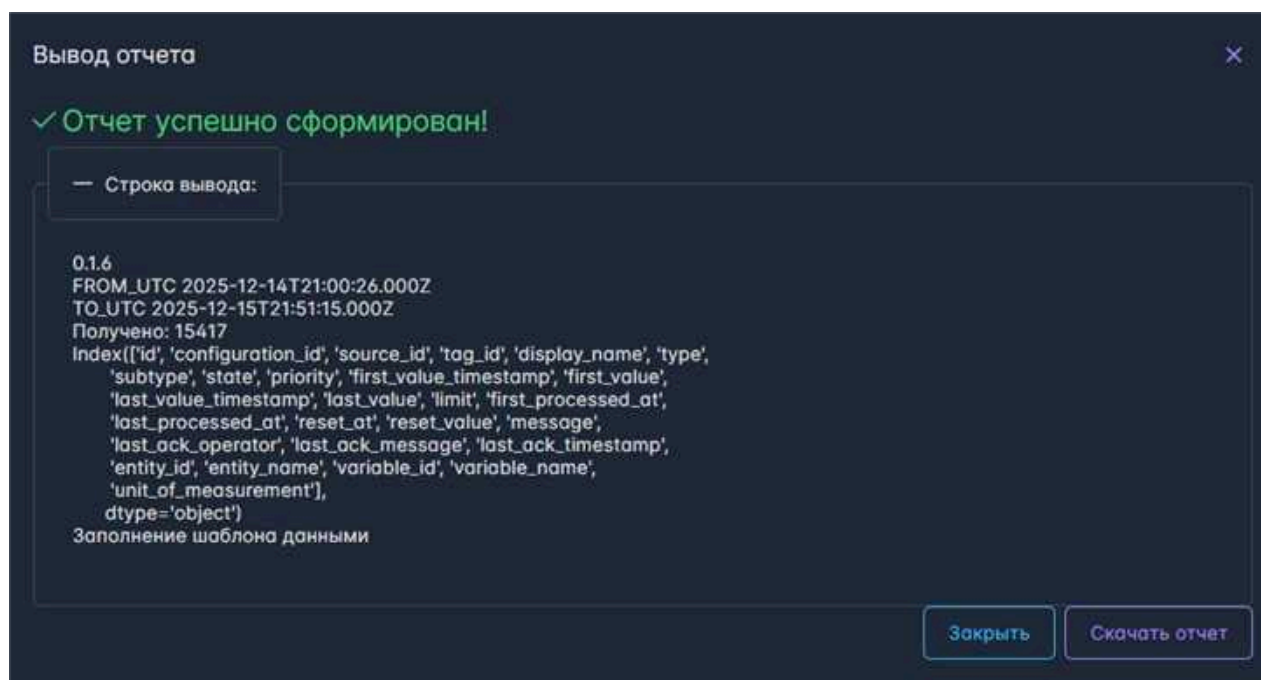 Вывод отчета
Отчет успешно сформирован!
— Строка вывода:
0.1.6
FROM_UTC 2025-12-14T21:00:26.000Z
TO_UTC 2025-12-15T21:51:15.000Z
Получено: 15417
Index(['id', 'configuration_id', 'source_id', 'tag_id', 'display_name', 'type',
'subtype', 'state', 'priority', 'first_value_timestamp', 'first_value',
'last_value_timestamp', 'last_value', 'limit', 'first_processed_at',
'last_processed_at', 'reset_at', 'reset_value', 'message',
'last_ack_operator', 'last_ack_message', 'last_ack_timestamp',
'entity_id', 'entity_name', 'variable_id', 'variable_name',
'unit_of_measurement'],
dtype='object')
Заполнение шаблона данными
Закрыть
Скачать отчет